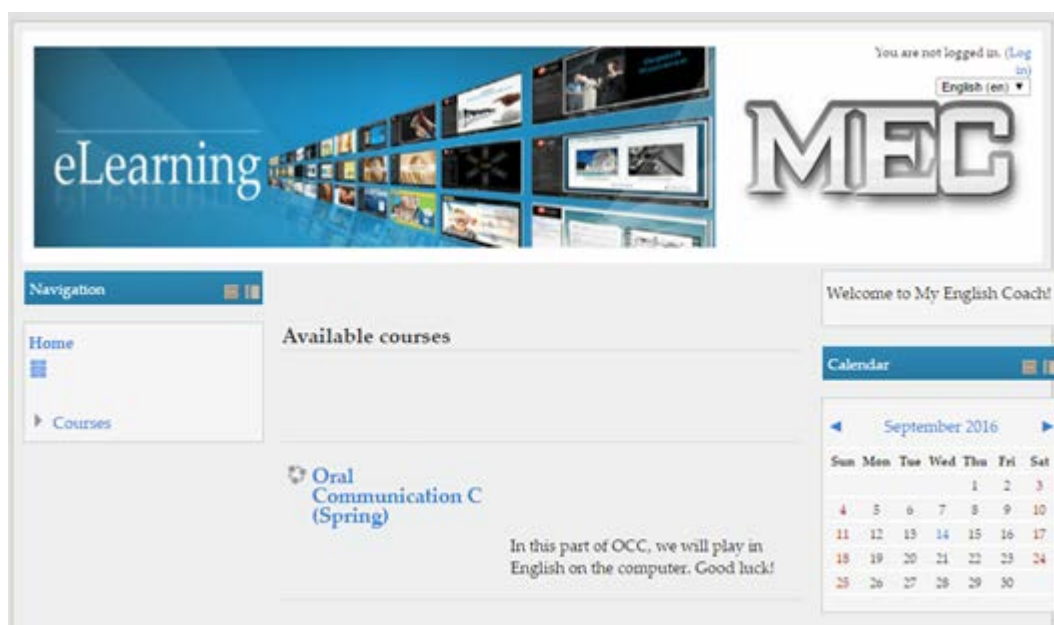 You are not logged in. (Log
in)
English (en)
eLearning
MEC
Navigation
Home
Courses
Available courses
Oral
Communication C
(Spring)
In this part of OCC, we will play in
English on the computer. Good luck!
Welcome to My English Coach!
Calendar
September 2016
Sun Mon Tue Wed Thu Fri Sat
1 2 3
4 5 6 7 8 9 10
11 12 13 14 15 16 17
18 19 20 21 22 23 24
25 26 27 28 29 30